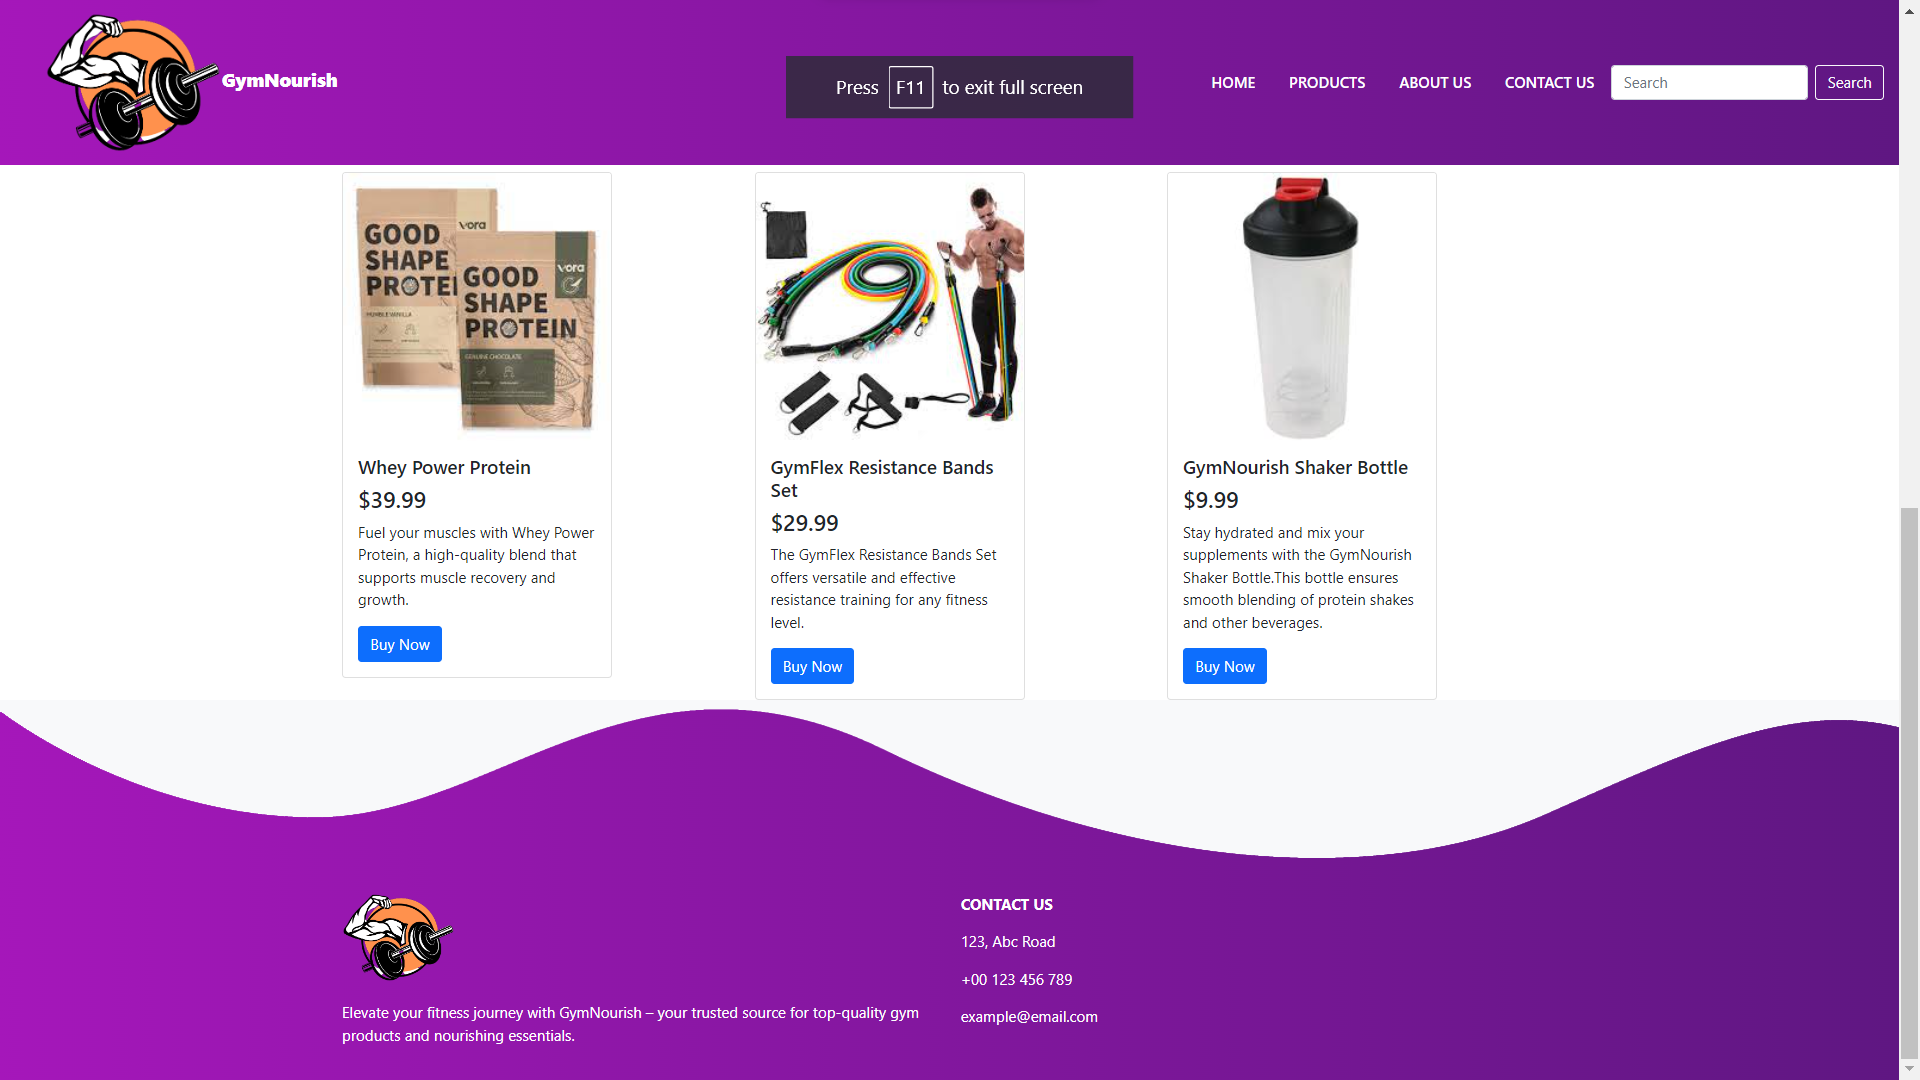 GymNourish
Press F11 to exit full screen
HOME
PRODUCTS
ABOUT US
CONTACT US
Search
Search
vora
GOOD
SHAPE
PROTEI
HUMBLE VANILLA
vora
GOOD
SHAPE
PROTEIN
GENUINE CHOCOLATE
Whey Power Protein
$39.99
Fuel your muscles with Whey Power
Protein, a high-quality blend that
supports muscle recovery and
growth.
Buy Now
GymFlex Resistance Bands
Set
$29.99
The GymFlex Resistance Bands Set
offers versatile and effective
resistance training for any fitness
level.
Buy Now
GymNourish Shaker Bottle
$9.99
Stay hydrated and mix your
supplements with the GymNourish
Shaker Bottle.This bottle ensures
smooth blending of protein shakes
and other beverages.
Buy Now
Elevate your fitness journey with GymNourish – your trusted source for top-quality gym
products and nourishing essentials.
CONTACT US
123, Abc Road
+00 123 456 789
example@email.com